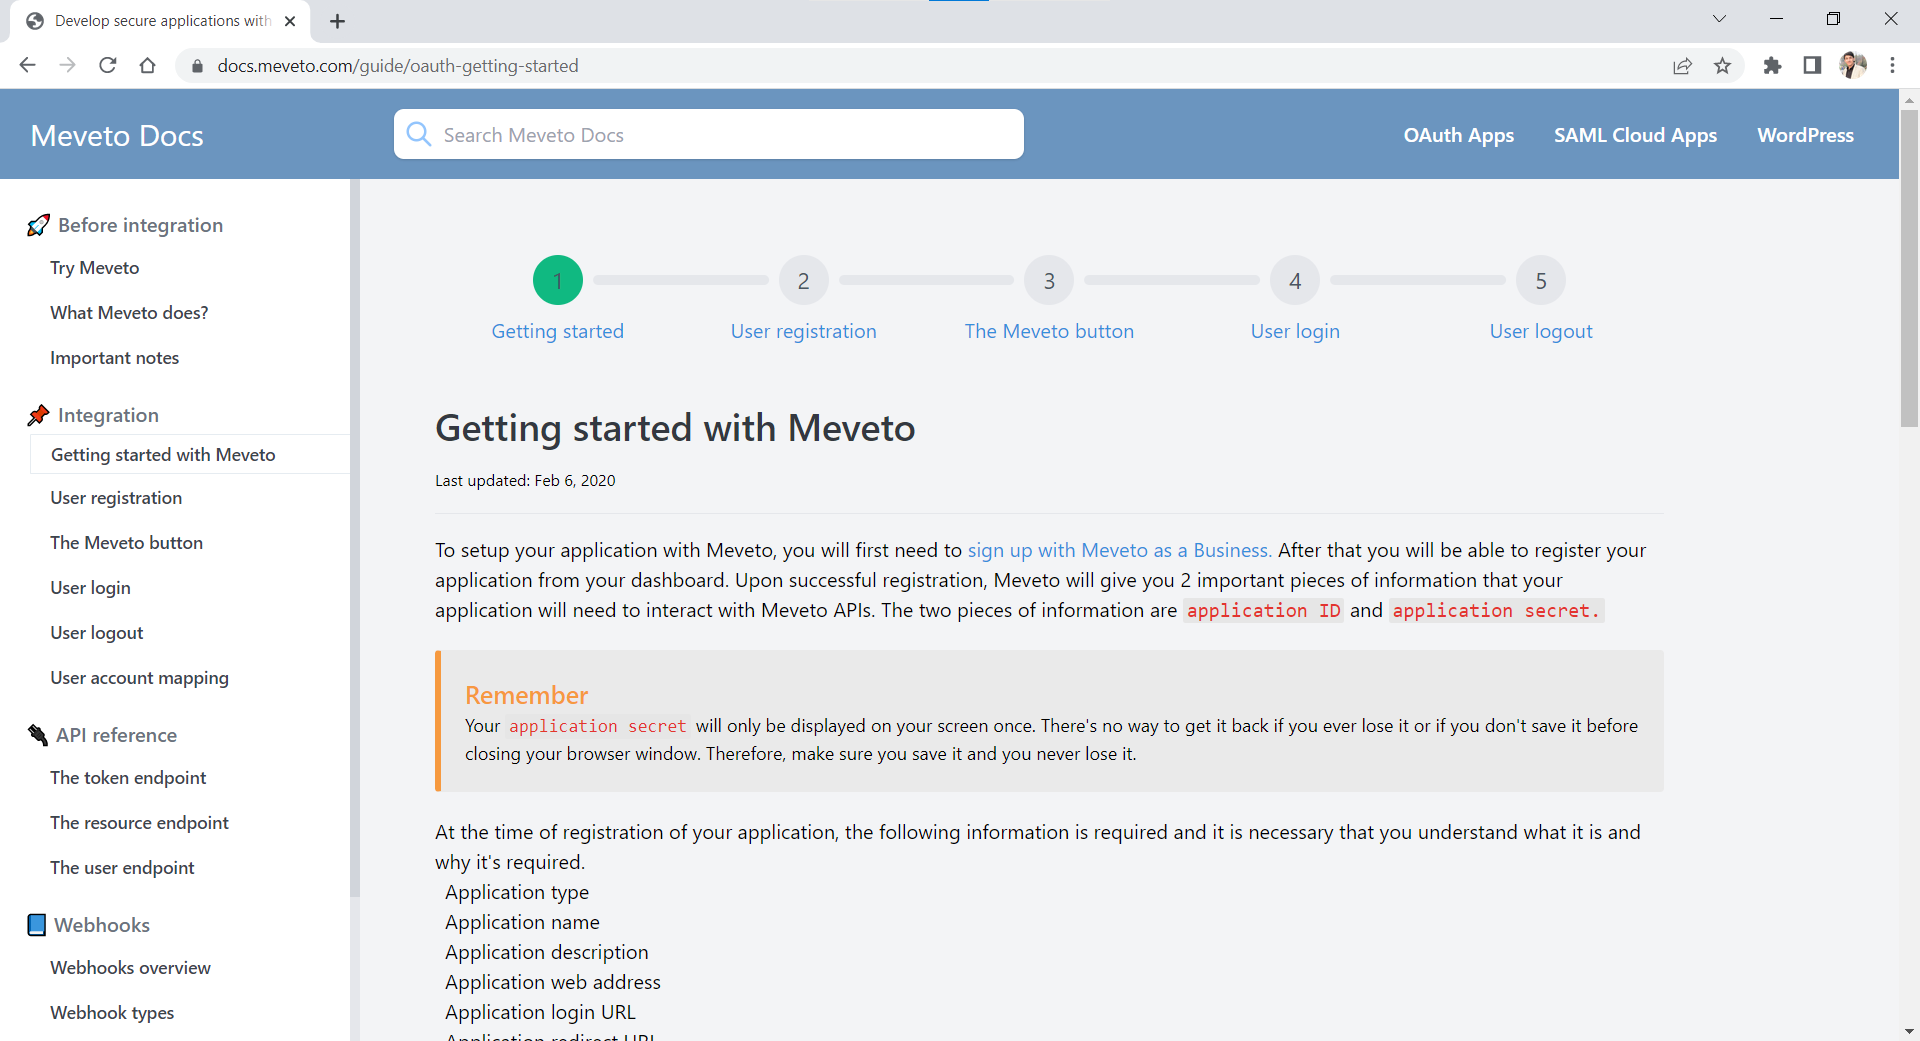 Develop secure applications with
docs.meveto.com/guide/oauth-getting-started
Meveto Docs
Search Meveto Docs
OAuth Apps
SAML Cloud Apps
WordPress
Before integration
Try Meveto
What Meveto does?
Important notes
Integration
Getting started with Meveto
User registration
The Meveto button
User login
User logout
User account mapping
API reference
The token endpoint
The resource endpoint
The user endpoint
Webhooks
Webhooks overview
Webhook types
1
2
3
4
5
Getting started
User registration
The Meveto button
User login
User logout
Getting started with Meveto
Last updated: Feb 6, 2020
To setup your application with Meveto, you will first need to sign up with Meveto as a Business. After that you will be able to register your
application from your dashboard. Upon successful registration, Meveto will give you 2 important pieces of information that your
application will need to interact with Meveto APIs. The two pieces of information are application ID and application secret.
Remember
Your application secret will only be displayed on your screen once. There's no way to get it back if you ever lose it or if you don't save it before
closing your browser window. Therefore, make sure you save it and you never lose it.
At the time of registration of your application, the following information is required and it is necessary that you understand what it is and
why it's required.
Application type
Application name
Application description
Application web address
Application login URL
Application redirect URL